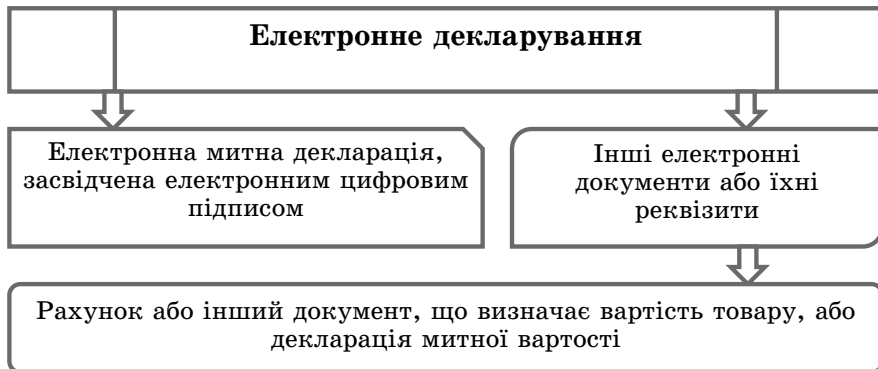 Електронне декларування
Електронна митна декларація,
засвідчена електронним цифровим
підписом
Інші електронні
документи або їхні
реквізити
Рахунок або інший документ, що визначає вартість товару, або
декларація митної вартості